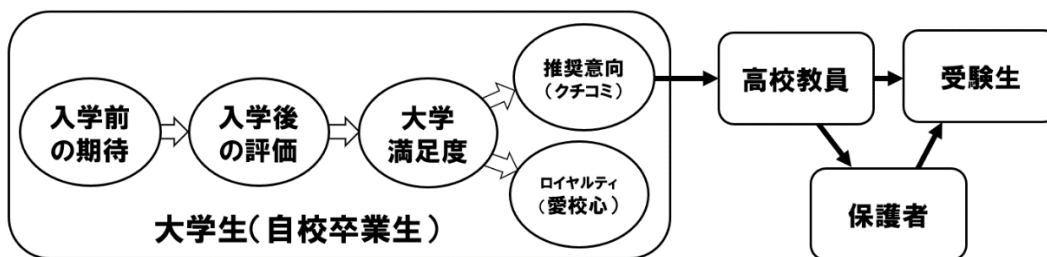 入学前
の期待
入学後
の評価
大学
満足度
推奨意向
(クチコミ)
ロイヤルティ
(愛校心)
大学生(自校卒業生)
高校教員
受験生
保護者